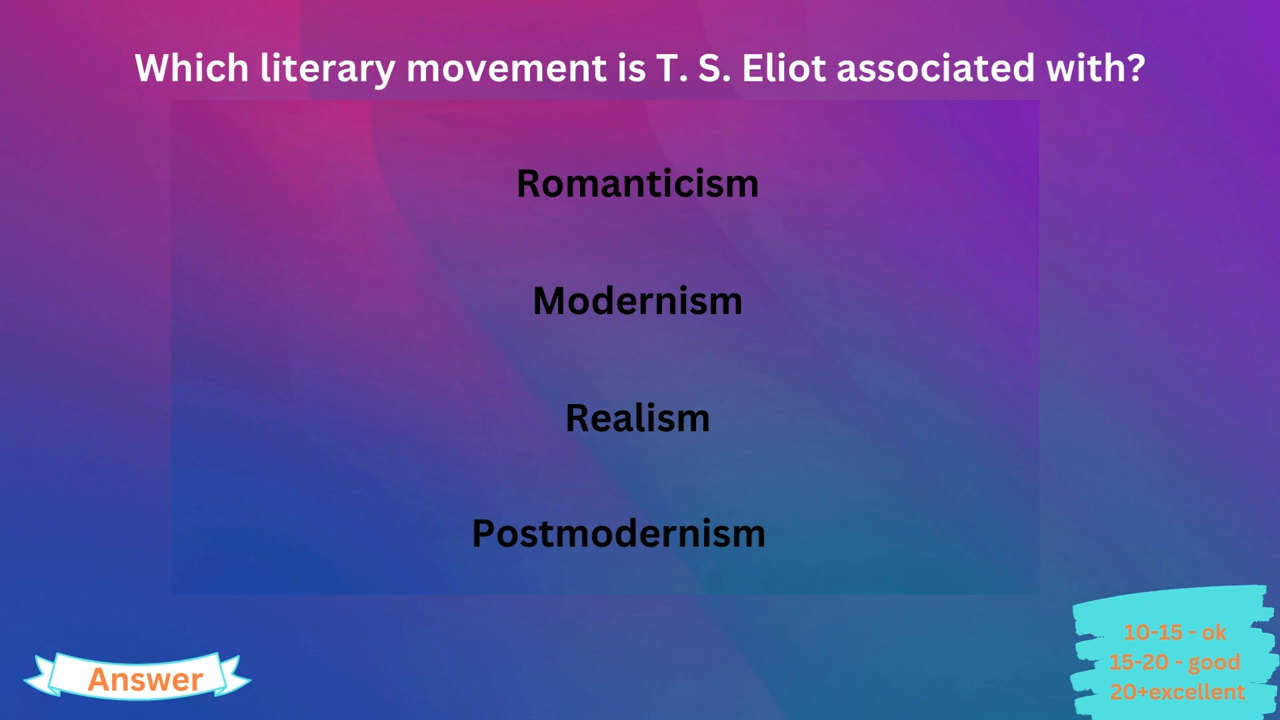 Which literary movement is T. S. Eliot associated with?
Romanticism
Modernism
Realism
Postmodernism
Answer
10-15 - ok
15-20 - good
20+excellent